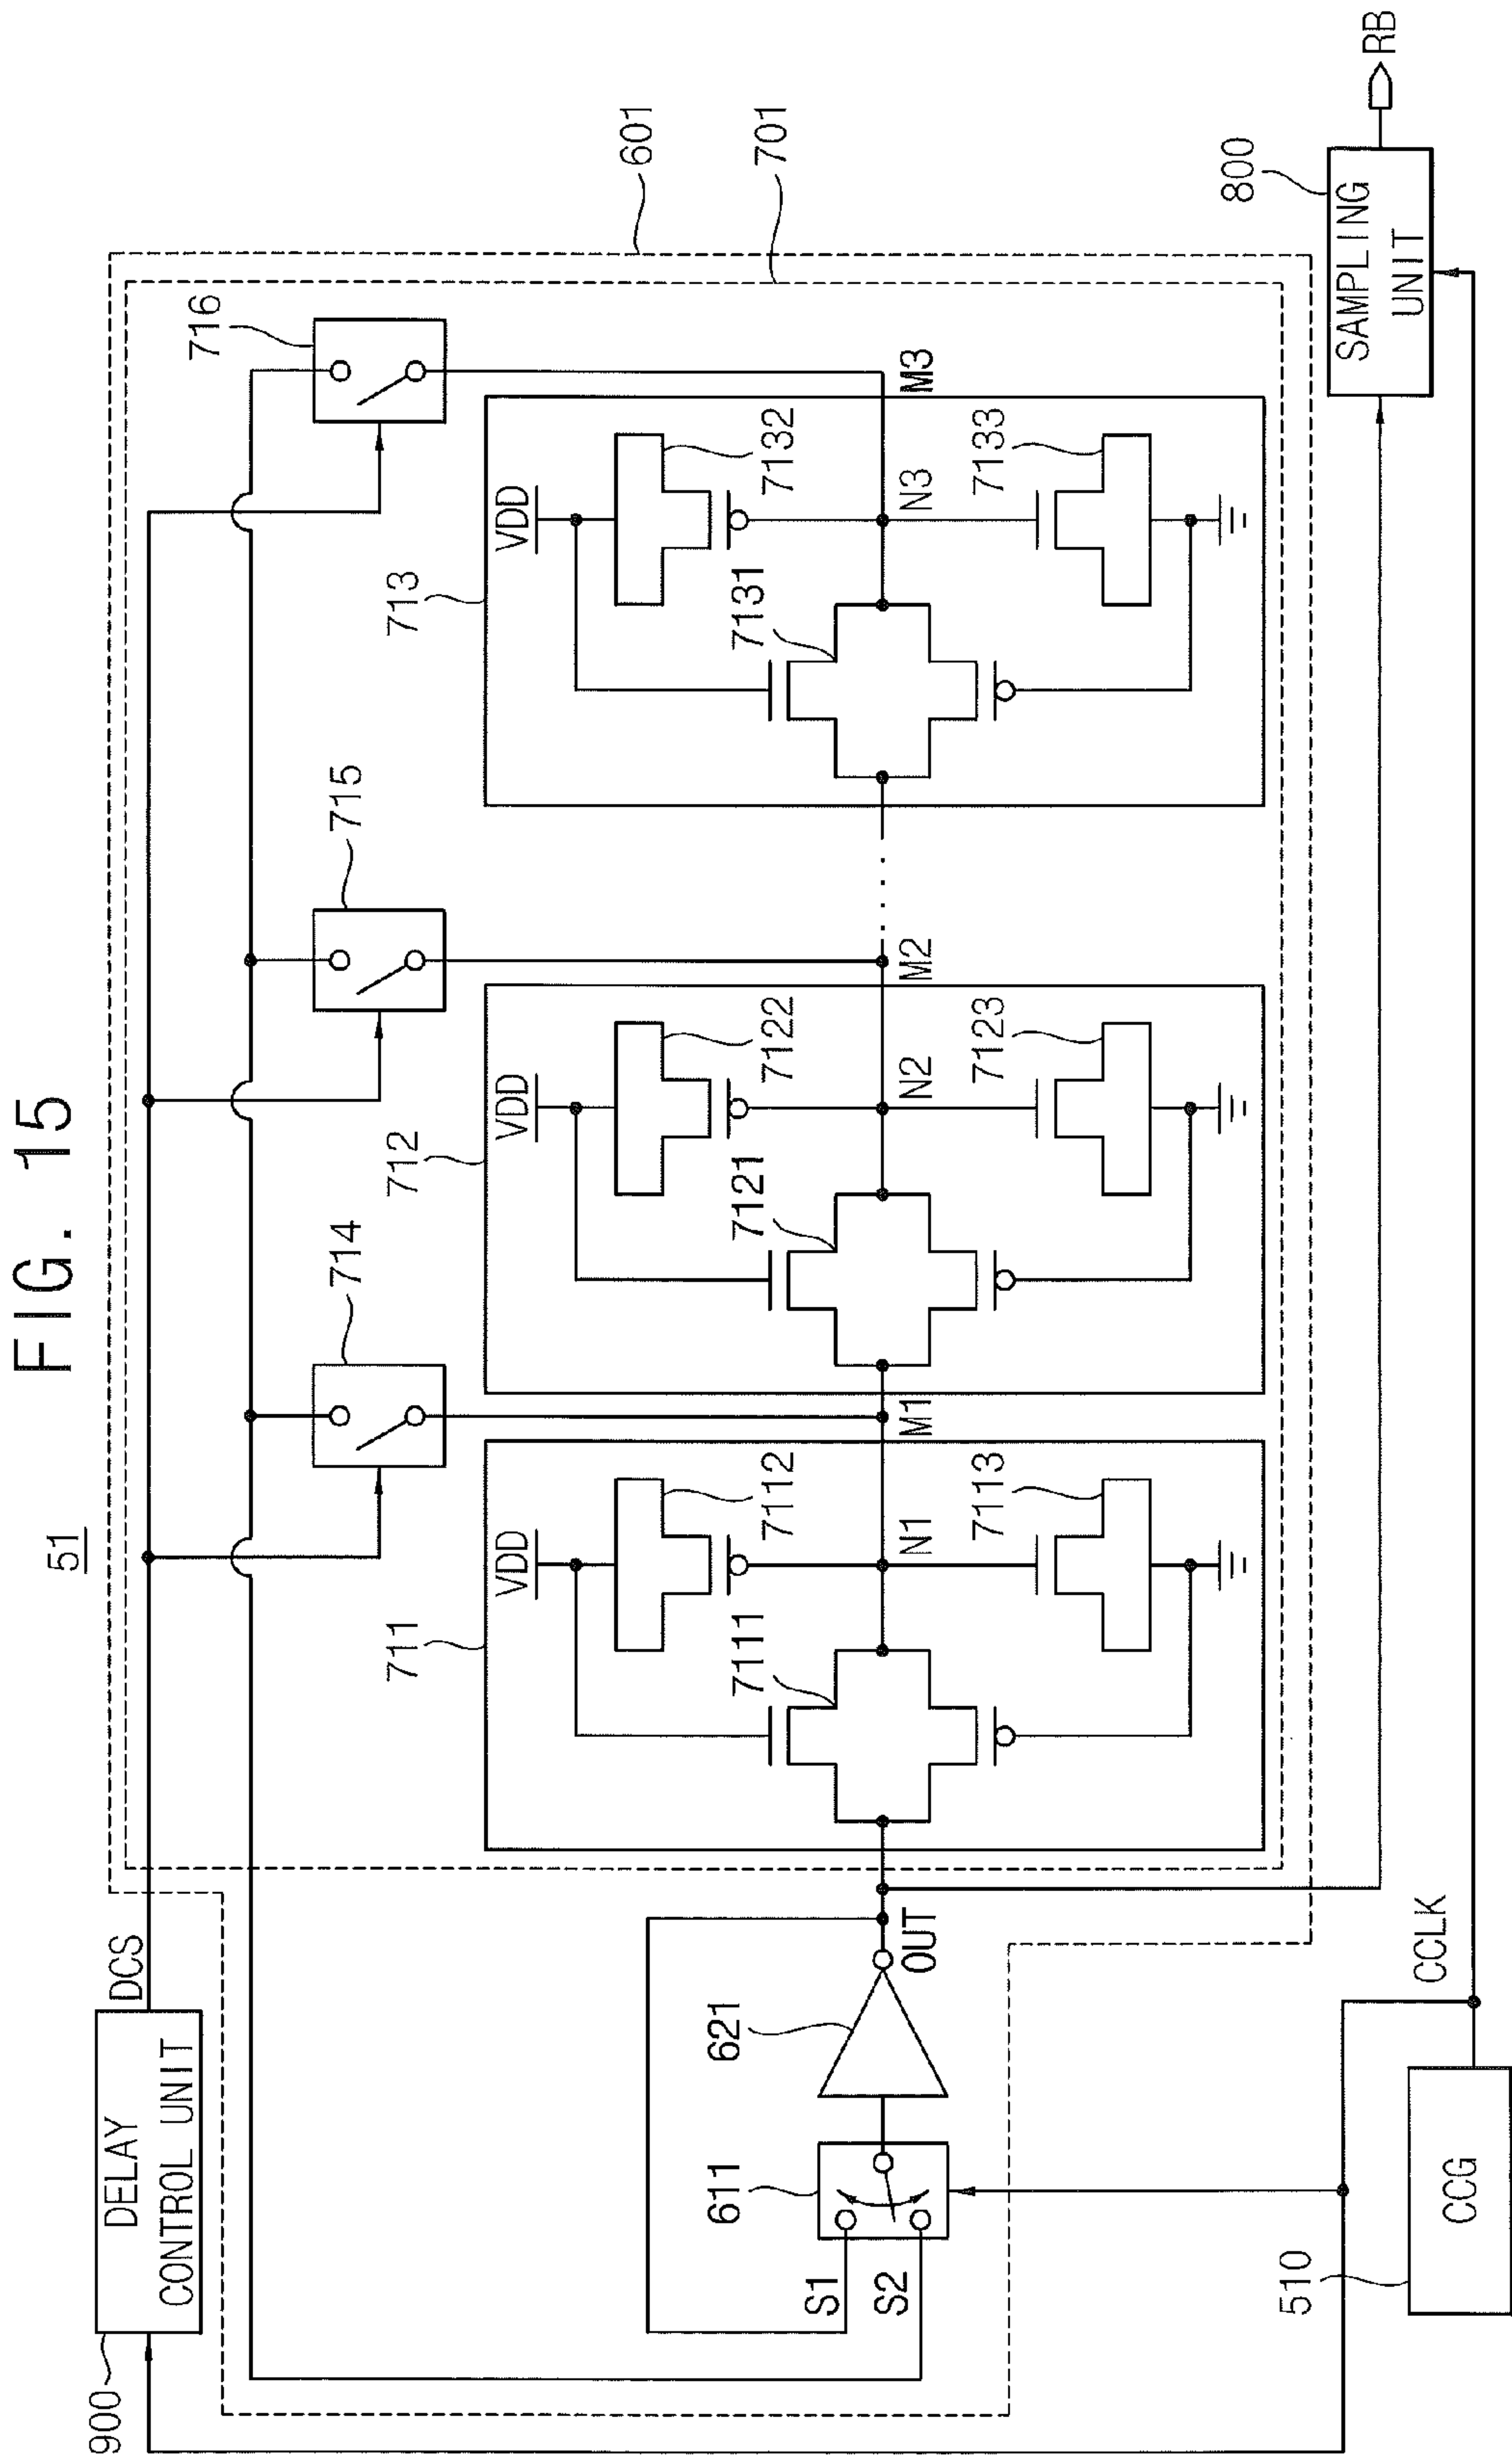 FIG. 15
51
900
DELAY
CONTROL UNIT
DCS
714
715
716
601
701
711
VDD
7111
7112
N1
7113
M1
712
VDD
7121
7122
N2
7123
M2
713
VDD
7131
7132
N3
7133
M3
S1
S2
611
621
OUT
510
CCG
CCLK
800
SAMPLING
UNIT
RB